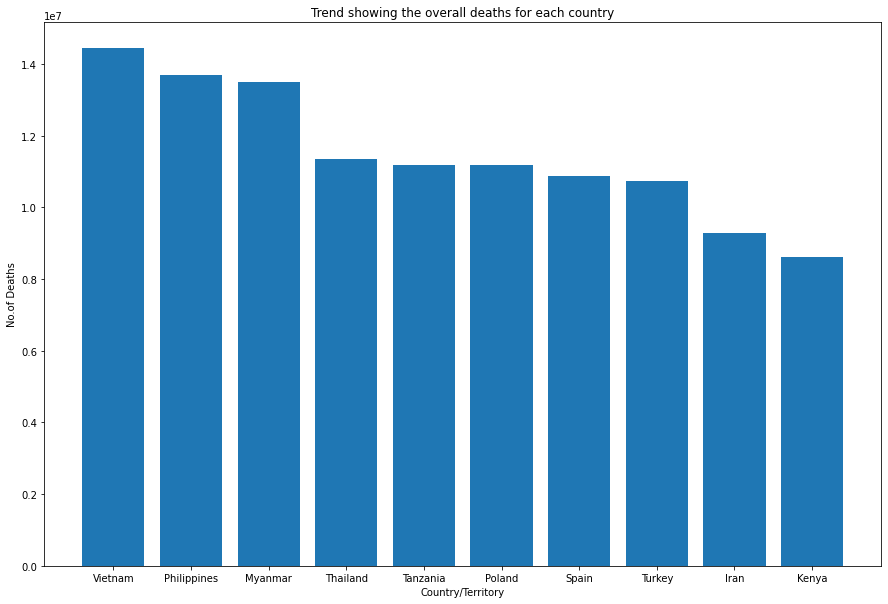 Trend showing the overall deaths for each country
1e7
1.4
1.2
1.0
0.8
0.6
0.4
0.2
0.0
No.of Deaths
Vietnam Philippines Myanmar Thailand Tanzania Poland Spain Turkey Iran Kenya
Country/Territory